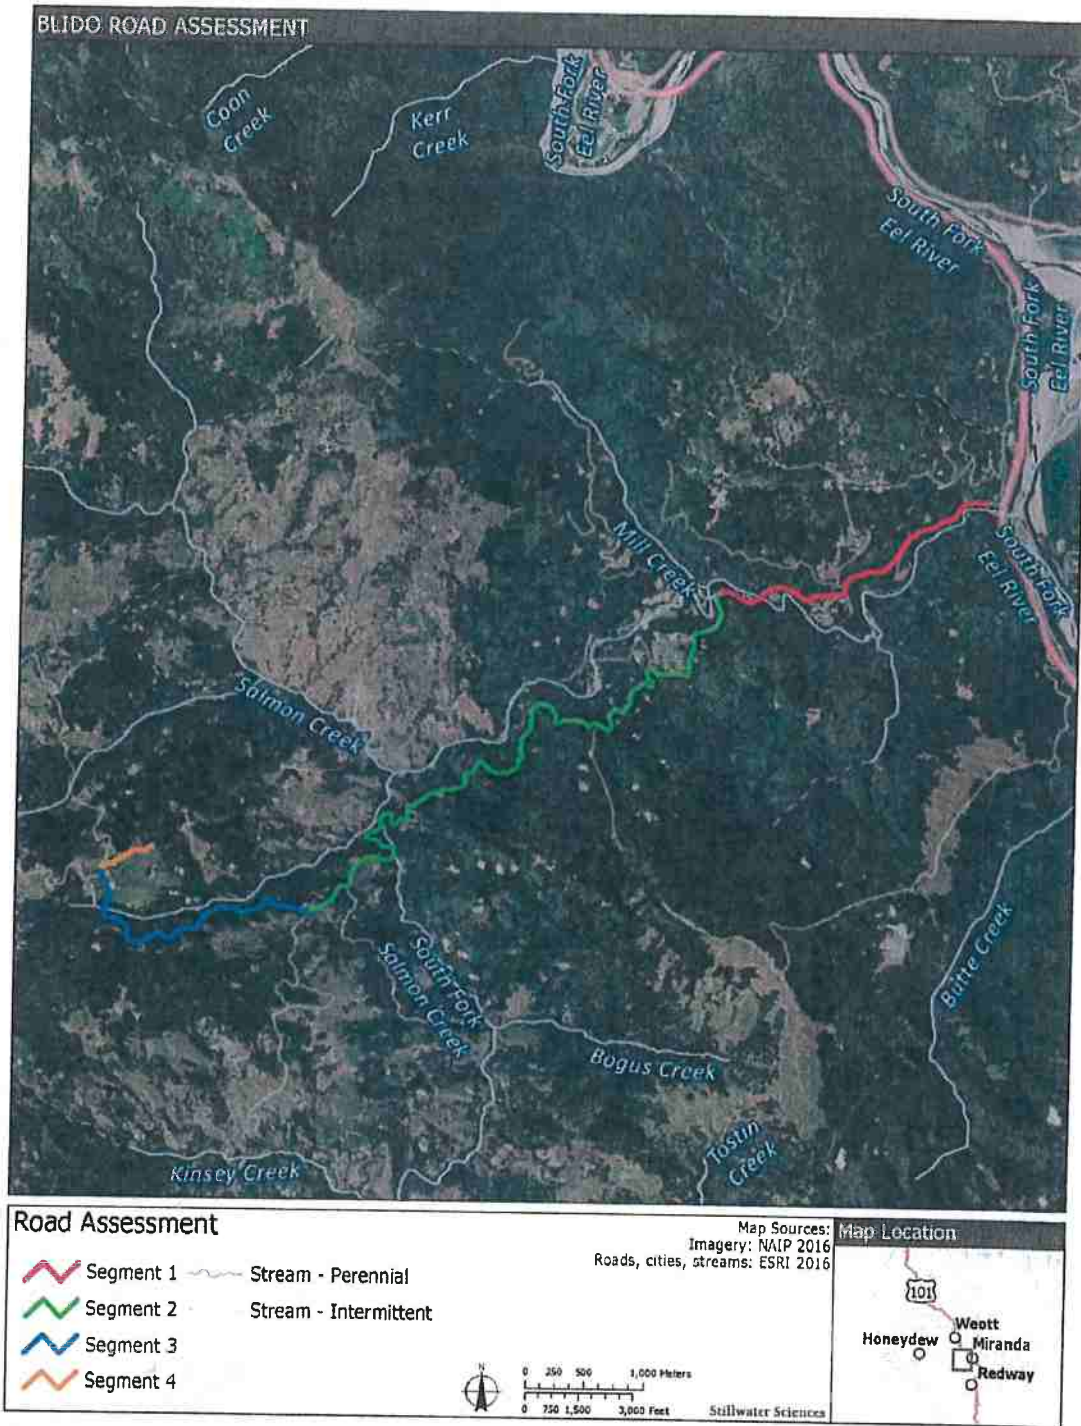 BLIDO ROAD ASSESSMENT
Coon
Creek
Kerr
Creek
South Fork
Eel River
South Fork
Eel River
South Fork
Eel River
Mill Creek
South Fork
Eel River
Salmon Creek
South Fork
Salmon Creek
Butte Creek
Bogus Creek
Tostin
Creek
Kinsey Creek
Road Assessment
Segment 1
Segment 2
Segment 3
Segment 4
Stream - Perennial
Stream - Intermittent
Map Sources:
Imagery: NAIP 2016
Roads, cities, streams: ESRI 2016
N
0 250 500 1,000 Meters
0 750 1,500 3,000 Feet
Stillwater Sciences
Map Location
101
Weott
Honeydew
Miranda
Redway